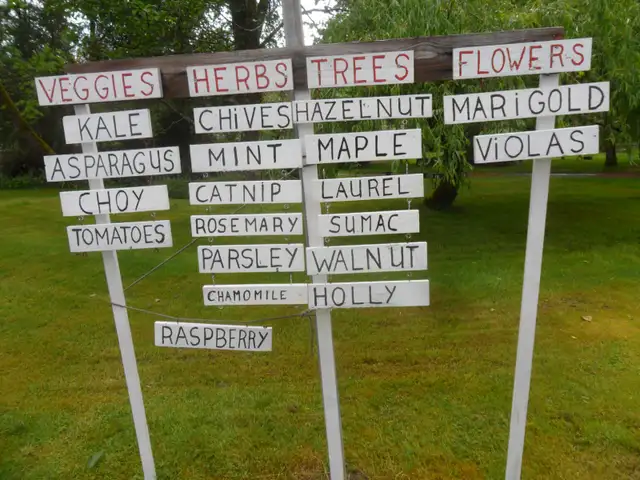 VEGGIES
KALE
ASPARAGUS
CHOY
TOMATOES
HERBS
CHIVES
MINT
CATNIP
ROSEMARY
PARSLEY
CHAMOMILE
RASPBERRY
TREES
HAZELNUT
MAPLE
LAUREL
SUMAC
WALNUT
HOLLY
FLOWERS
MARiGOLD
ViOLAS